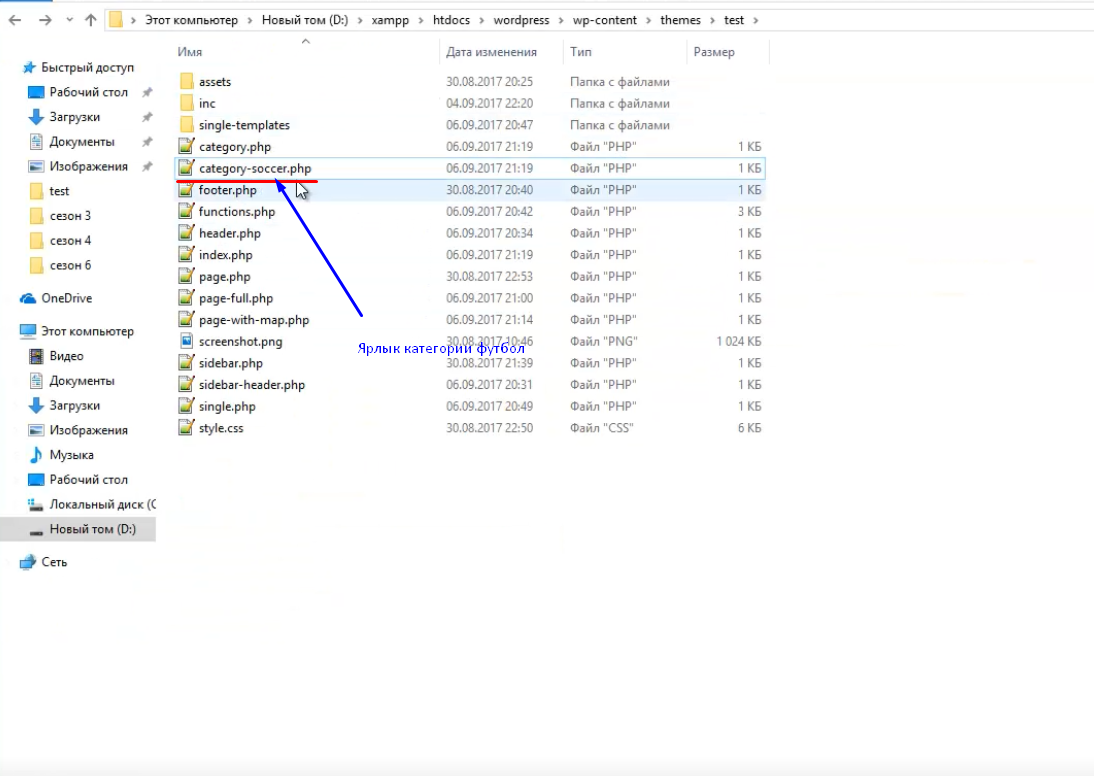 Этот компьютер > Новый том (D:) > xampp > htdocs > wordpress > wp-content > themes > test >
Имя Дата изменения Тип Размер
Быстрый доступ
Рабочий стол
Загрузки
Документы
Изображения
test
сезон 3
сезон 4
сезон 6
OneDrive
Этот компьютер
Видео
Документы
Загрузки
Изображения
Музыка
Рабочий стол
Локальный диск (C
Новый том (D:)
Сеть
assets 30.08.2017 20:25 Папка с файлами
inc 04.09.2017 22:20 Папка с файлами
single-templates 06.09.2017 20:47 Папка с файлами
category.php 06.09.2017 21:19 Файл "PHP" 1 КБ
category-soccer.php 06.09.2017 21:19 Файл "PHP" 1 КБ
footer.php 30.08.2017 20:40 Файл "PHP" 1 КБ
functions.php 06.09.2017 20:42 Файл "PHP" 3 КБ
header.php 06.09.2017 20:34 Файл "PHP" 1 КБ
index.php 06.09.2017 21:19 Файл "PHP" 1 КБ
page.php 30.08.2017 22:53 Файл "PHP" 1 КБ
page-full.php 06.09.2017 21:00 Файл "PHP" 1 КБ
page-with-map.php 06.09.2017 21:14 Файл "PHP" 1 КБ
screenshot.png 30.08.2017 10:46 Файл "PNG" 1 024 КБ
Ярлык категории футбол
sidebar.php 30.08.2017 21:39 Файл "PHP" 1 КБ
sidebar-header.php 06.09.2017 20:31 Файл "PHP" 1 КБ
single.php 06.09.2017 20:49 Файл "PHP" 1 КБ
style.css 30.08.2017 22:50 Файл "CSS" 6 КБ